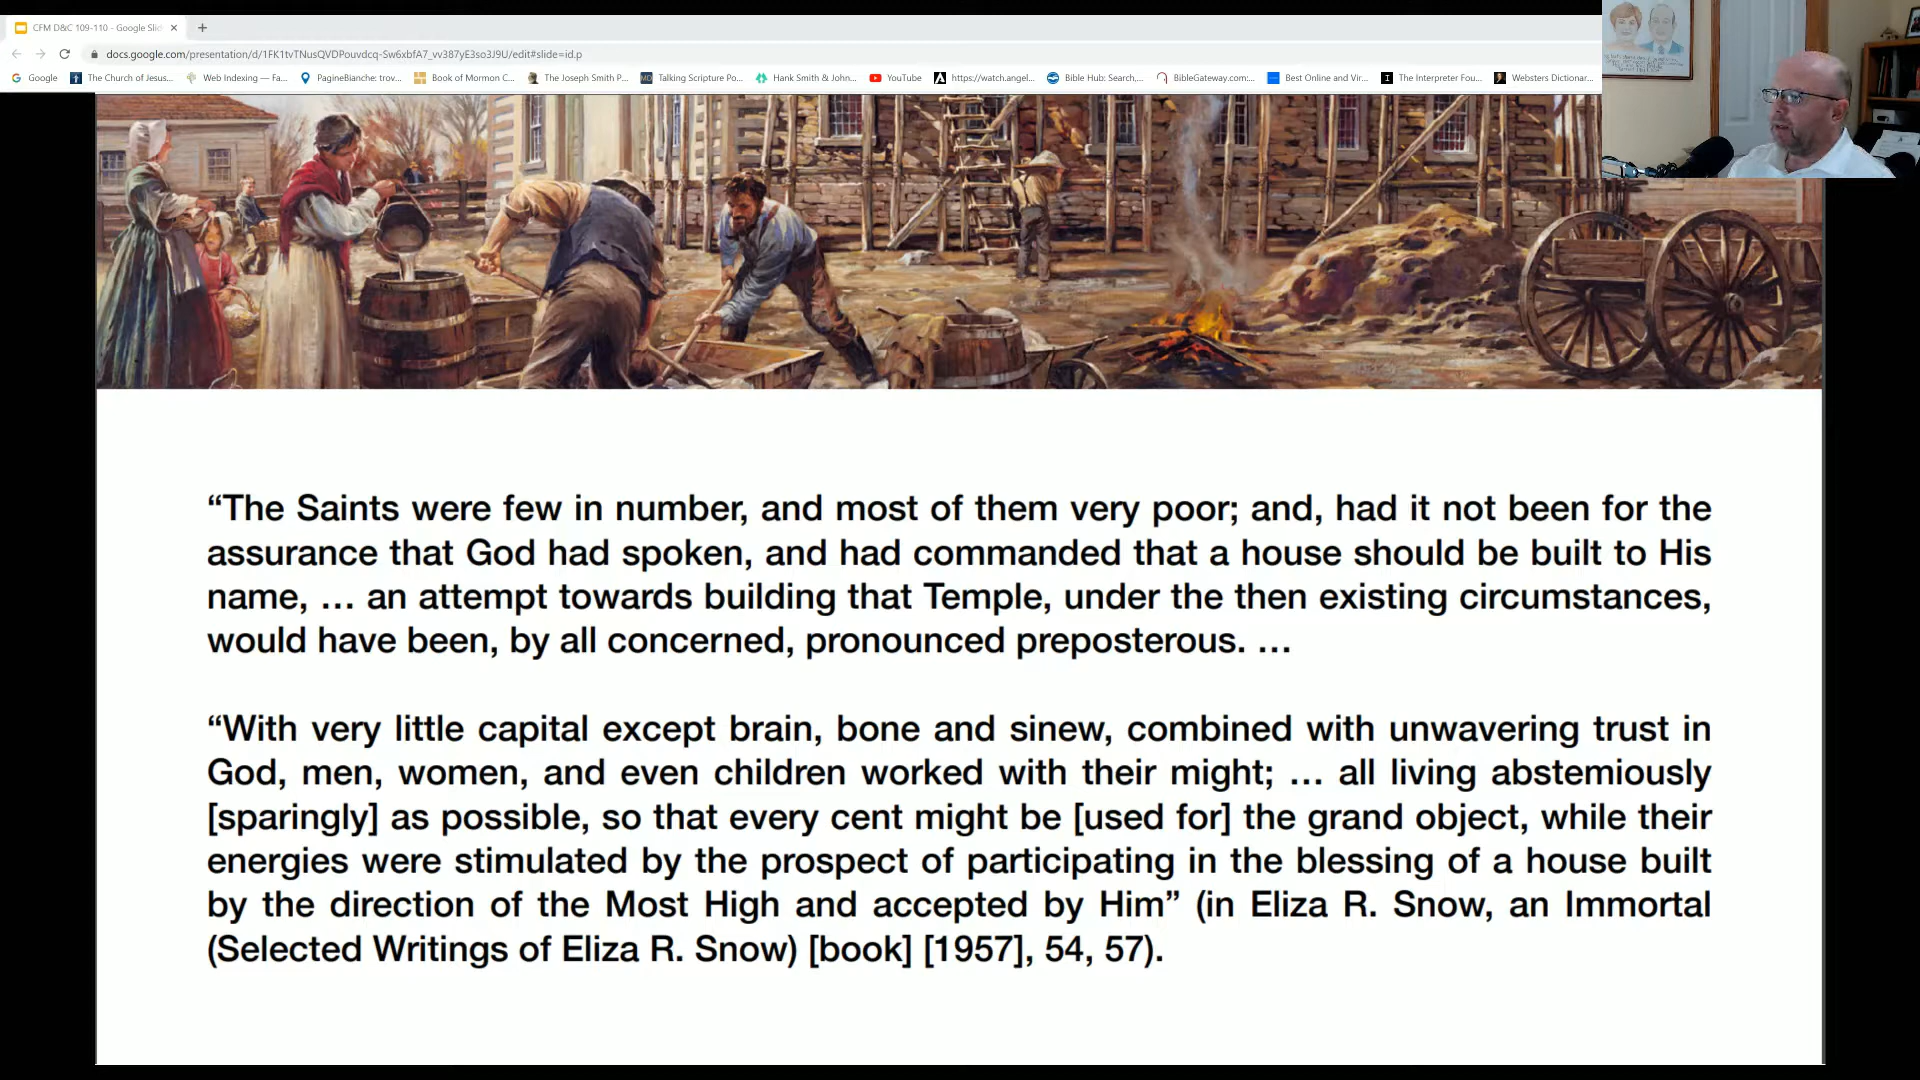 CFM D&C 109-110 - Google Slid
docs.google.com/presentation/d/1FK1tvTNusQVDPouvdcq-Sw6xbfA7_vv387yE3so3J9U/edit#slide=id.p
Google
The Church of Jesus...
Web Indexing — Fa...
PagineBianche: trov...
Book of Mormon C...
The Joseph Smith P...
Talking Scripture Po...
Hank Smith & John...
YouTube
https://watch.angel...
Bible Hub: Search,...
BibleGateway.com:...
Best Online and Vir...
The Interpreter Fou...
Websters Dictionar...
“The Saints were few in number, and most of them very poor; and, had it not been for the
assurance that God had spoken, and had commanded that a house should be built to His
name, … an attempt towards building that Temple, under the then existing circumstances,
would have been, by all concerned, pronounced preposterous. …
“With very little capital except brain, bone and sinew, combined with unwavering trust in
God, men, women, and even children worked with their might; … all living abstemiously
[sparingly] as possible, so that every cent might be [used for] the grand object, while their
energies were stimulated by the prospect of participating in the blessing of a house built
by the direction of the Most High and accepted by Him” (in Eliza R. Snow, an Immortal
(Selected Writings of Eliza R. Snow) [book] [1957], 54, 57).